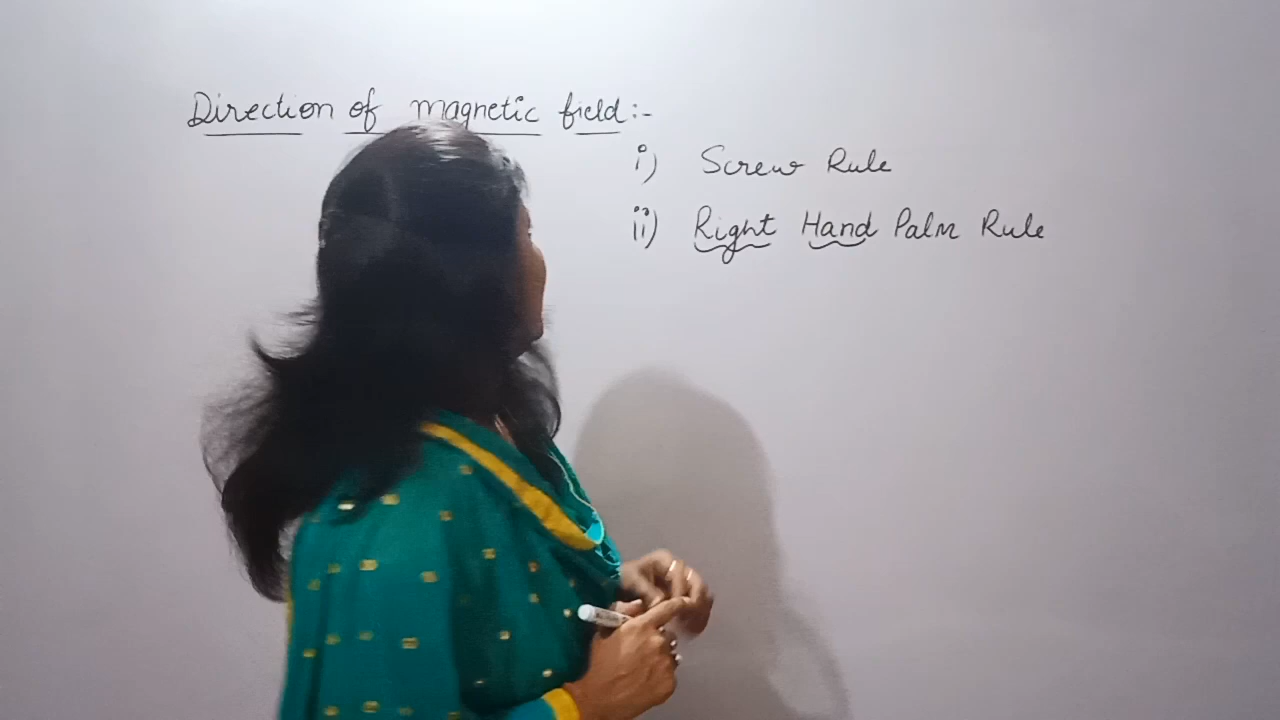 Direction of magnetic field :-
i) Screw Rule
ii) Right Hand Palm Rule